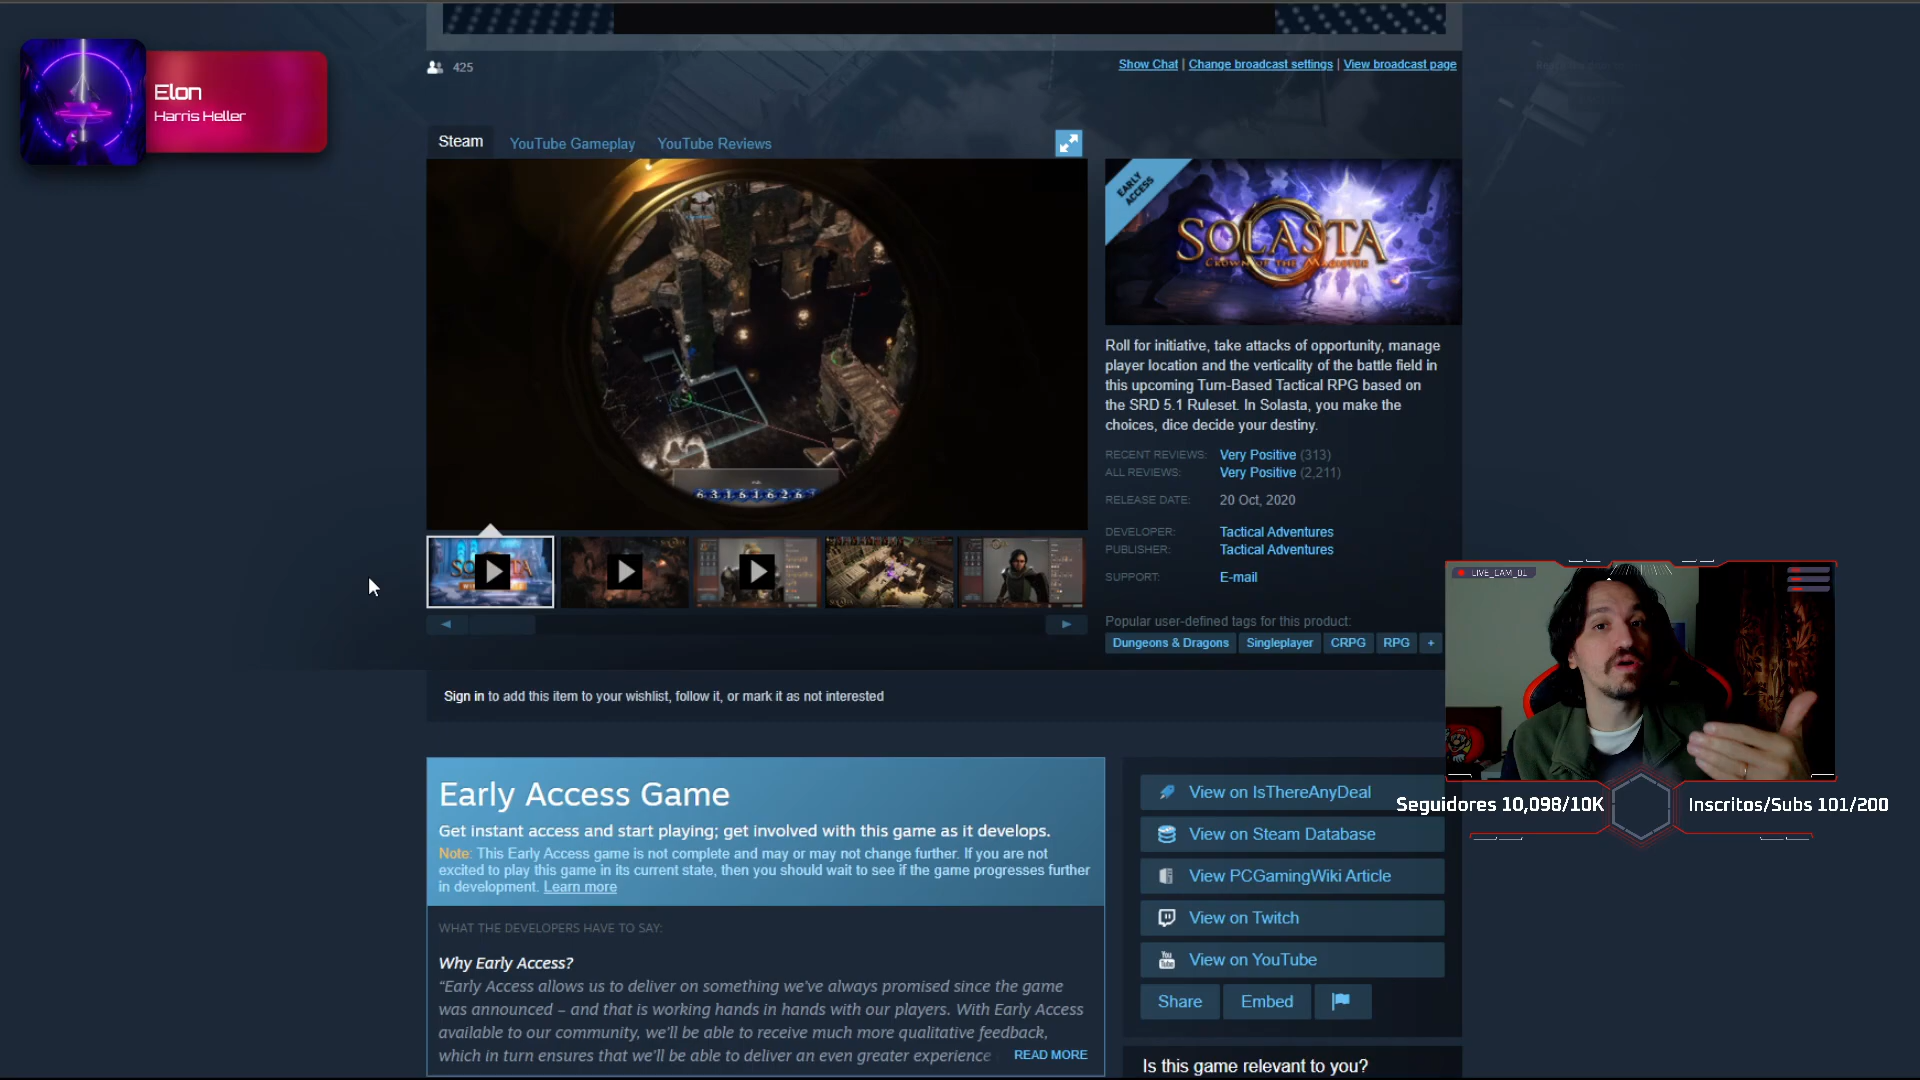 Elon
Harris Heller
425
Show Chat | Change broadcast settings | View broadcast page
Steam
YouTube Gameplay
YouTube Reviews
EARLY ACCESS
SOLASTA
CROWN OF THE MAGISTER
Roll for initiative, take attacks of opportunity, manage
player location and the verticality of the battle field in
this upcoming Turn-Based Tactical RPG based on
the SRD 5.1 Ruleset. In Solasta, you make the
choices, dice decide your destiny.
RECENT REVIEWS: Very Positive (313)
ALL REVIEWS: Very Positive (2,211)
RELEASE DATE: 20 Oct, 2020
DEVELOPER: Tactical Adventures
PUBLISHER: Tactical Adventures
SUPPORT: E-mail
Popular user-defined tags for this product:
Dungeons & Dragons Singleplayer CRPG RPG +
LIVE_CAM_01
Sign in to add this item to your wishlist, follow it, or mark it as not interested
Early Access Game
Get instant access and start playing; get involved with this game as it develops.
Note: This Early Access game is not complete and may or may not change further. If you are not
excited to play this game in its current state, then you should wait to see if the game progresses further
in development. Learn more
WHAT THE DEVELOPERS HAVE TO SAY:
Why Early Access?
“Early Access allows us to deliver on something we've always promised since the game
was announced – and that is working hands in hands with our players. With Early Access
available to our community, we'll be able to receive much more qualitative feedback,
which in turn ensures that we'll be able to deliver an even greater experience
READ MORE
View on IsThereAnyDeal
View on Steam Database
View PCGamingWiki Article
View on Twitch
View on YouTube
Share
Embed
Is this game relevant to you?
Seguidores 10,098/10K
Inscritos/Subs 101/200